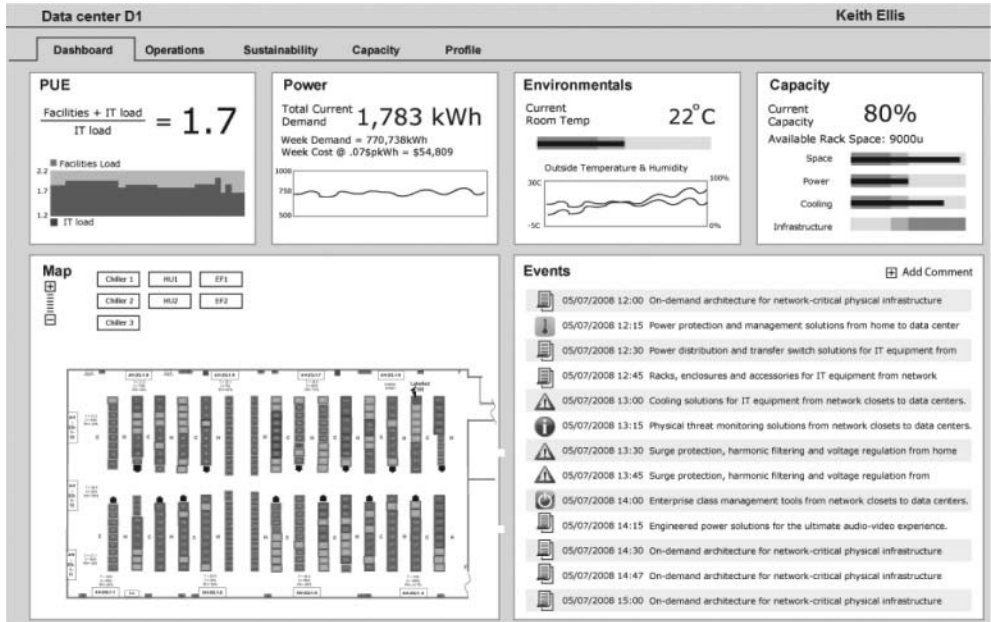 Data center D1
Keith Ellis
Dashboard Operations Sustainability Capacity Profile
PUE
Facilities + IT load
IT load
= 1.7
Facilities Load
2.2
1.7
1.2
IT load
Power
Total Current
Demand
1,783 kWh
Week Demand = 770,738kWh
Week Cost @ .07$pkWh = $54,809
1000
750
500
Environmentals
Current
Room Temp
22°C
Outside Temperature & Humidity
30C
100%
-5C
0%
Capacity
Current
Capacity
80%
Available Rack Space: 9000u
Space
Power
Cooling
Infrastructure
Map
Chiller 1 HU1 EF1
Chiller 2 HU2 EF2
Chiller 3
Events
Add Comment
05/07/2008 12:00 On-demand architecture for network-critical physical infrastructure
05/07/2008 12:15 Power protection and management solutions from home to data center
05/07/2008 12:30 Power distribution and transfer switch solutions for IT equipment from
05/07/2008 12:45 Racks, enclosures and accessories for IT equipment from network
05/07/2008 13:00 Cooling solutions for IT equipment from network closets to data centers.
05/07/2008 13:15 Physical threat monitoring solutions from network closets to data centers.
05/07/2008 13:30 Surge protection, harmonic filtering and voltage regulation from home
05/07/2008 13:45 Surge protection, harmonic filtering and voltage regulation from
05/07/2008 14:00 Enterprise class management tools from network closets to data centers.
05/07/2008 14:15 Engineered power solutions for the ultimate audio-video experience.
05/07/2008 14:30 On-demand architecture for network-critical physical infrastructure
05/07/2008 14:47 On-demand architecture for network-critical physical infrastructure
05/07/2008 15:00 On-demand architecture for network-critical physical infrastructure